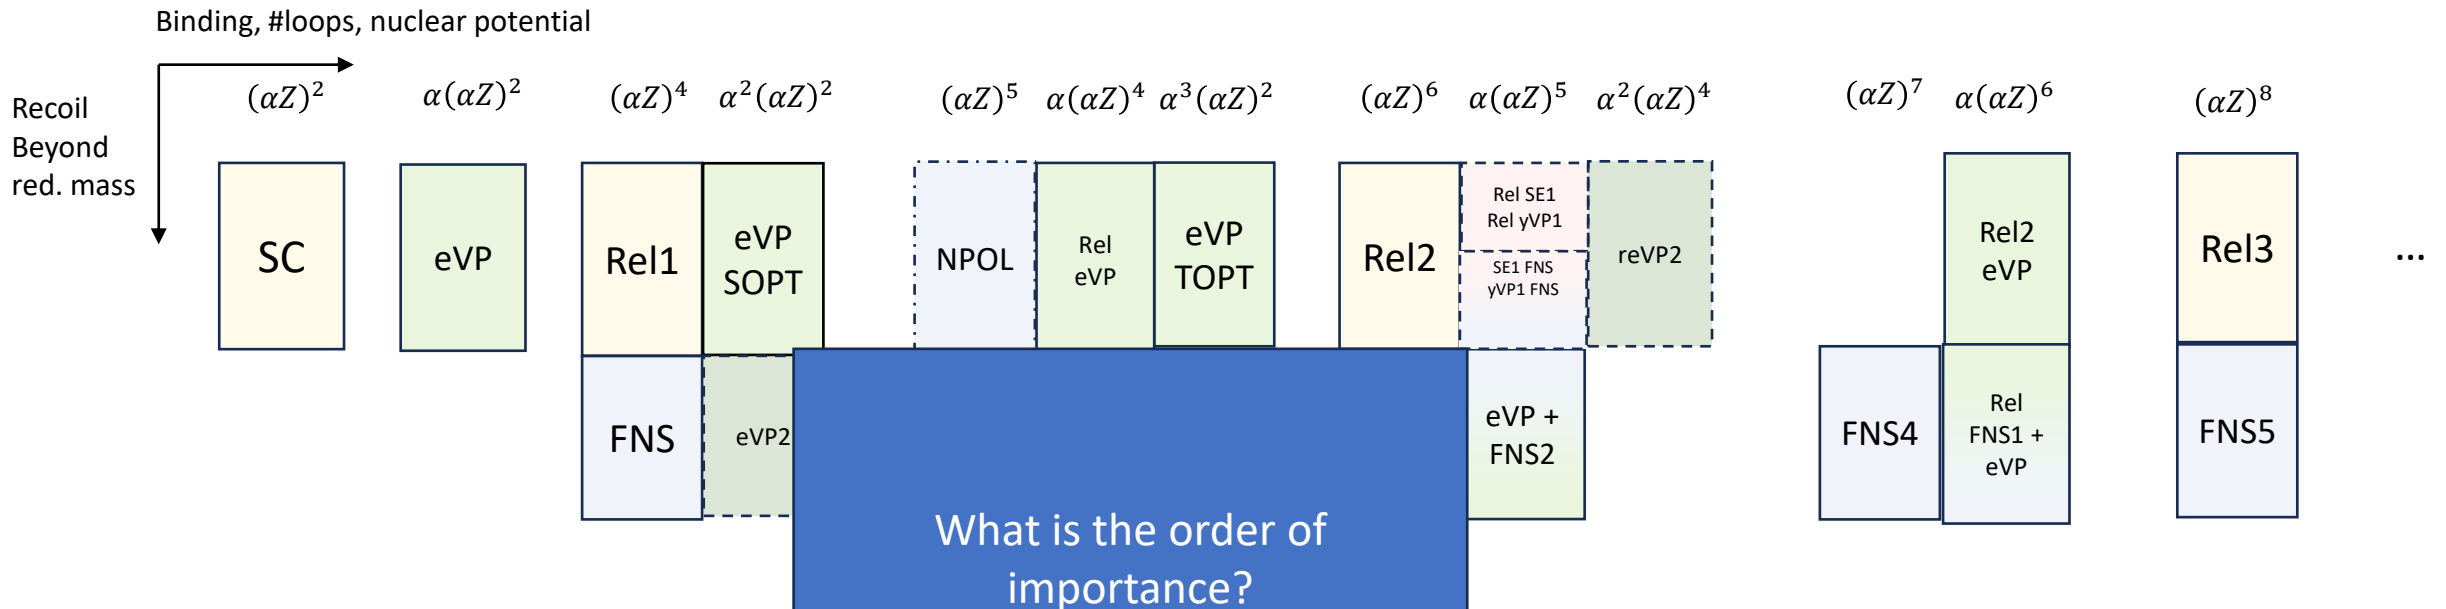 Binding, #loops, nuclear potential
Recoil
Beyond
red. mass
(αZ)² α(αZ)² (αZ)⁴ α²(αZ)² (αZ)⁵ α(αZ)⁴ α³(αZ)² (αZ)⁶ α(αZ)⁵ α²(αZ)⁴ (αZ)⁷ α(αZ)⁶ (αZ)⁸
SC
eVP
Rel1
eVP
SOPT
NPOL
Rel
eVP
eVP
TOPT
Rel2
Rel SE1
Rel yVP1
SE1 FNS
yVP1 FNS
reVP2
Rel2
eVP
Rel3
...
FNS
eVP2
eVP +
FNS2
FNS4
Rel
FNS1 +
eVP
FNS5
What is the order of
importance?